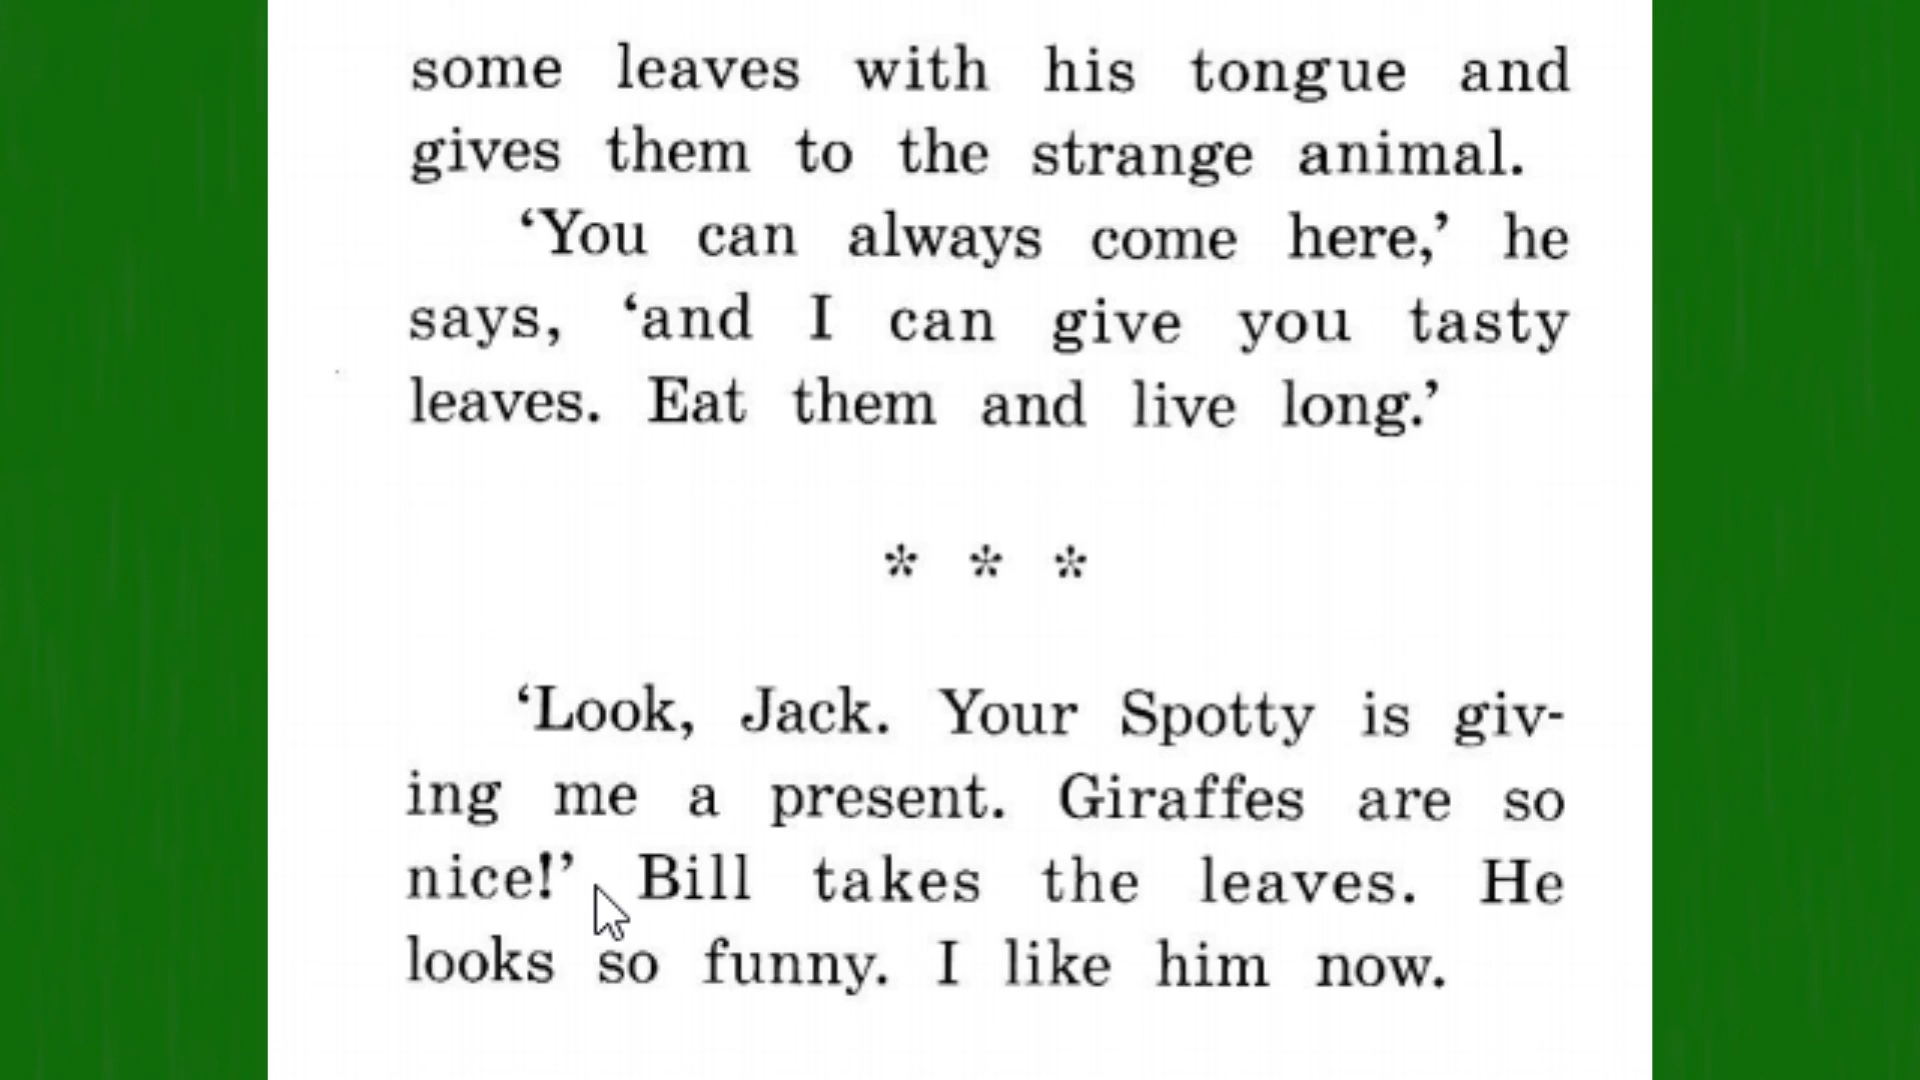 some leaves with his tongue and
gives them to the strange animal.
‘You can always come here,’ he
says, ‘and I can give you tasty
leaves. Eat them and live long.’
* * *
‘Look, Jack. Your Spotty is giv-
ing me a present. Giraffes are so
nice!’ Bill takes the leaves. He
looks so funny. I like him now.